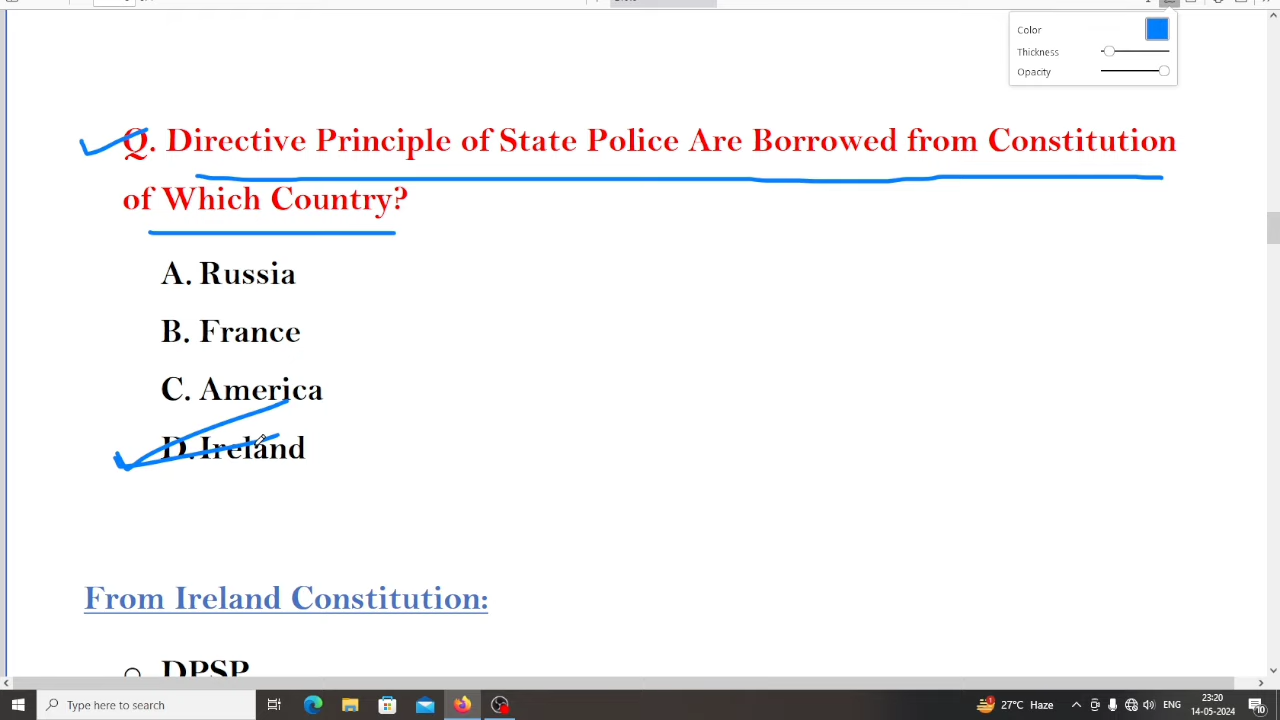 Color
Thickness
Opacity
Q. Directive Principle of State Police Are Borrowed from Constitution
of Which Country?
A. Russia
B. France
C. America
D. Ireland
From Ireland Constitution:
DPSP
Type here to search
27°C Haze
ENG
23:20
14-05-2024